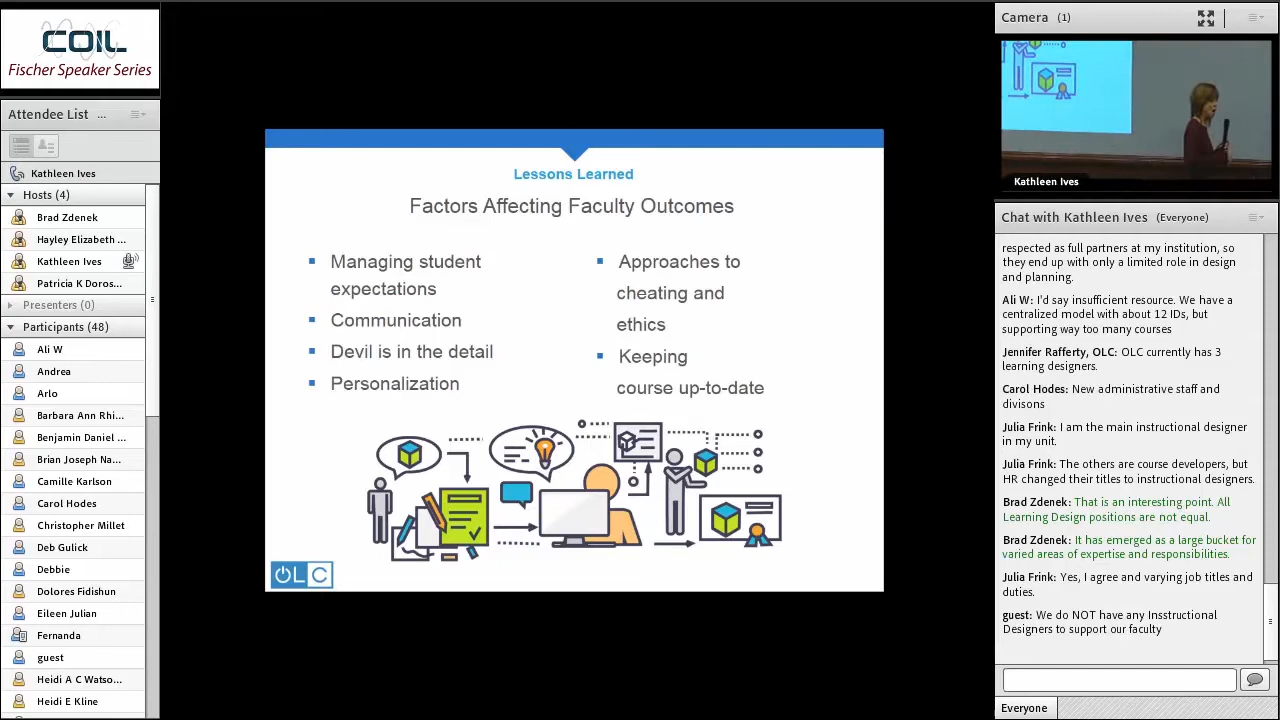 COIL
Fischer Speaker Series
Attendee List ...
Kathleen Ives
Hosts (4)
Brad Zdenek
Hayley Elizabeth ...
Kathleen Ives
Patricia K Doros...
Presenters (0)
Participants (48)
Ali W
Andrea
Arlo
Barbara Ann Rhi...
Benjamin Daniel ...
Brian Joseph Na...
Camille Karlson
Carol Hodes
Christopher Millet
Deb Gulick
Debbie
Dolores Fidishun
Eileen Julian
Fernanda
guest
Heidi A C Watso...
Heidi E Kline
Lessons Learned
Factors Affecting Faculty Outcomes
Managing student
expectations
Communication
Devil is in the detail
Personalization
Approaches to
cheating and
ethics
Keeping
course up-to-date
OLC
Camera (1)
Kathleen Ives
Chat with Kathleen Ives (Everyone)
respected as full partners at my institution, so
they end up with only a limited role in design
and planning.
Ali W: I'd say insufficient resource. We have a
centralized model with about 12 IDs, but
supporting way too many courses
Jennifer Rafferty, OLC: OLC currently has 3
learning designers.
Carol Hodes: New administrative staff and
divisons
Julia Frink: I am the main instructional designer
in my unit.
Julia Frink: The others are course developers, but
HR changed their titles to instructional designers.
Brad Zdenek: That is an interesting point. All
Learning Design positions are not equal.
Brad Zdenek: It has emerged as a large bucket for
varied areas of expertise and responsibilities.
Julia Frink: Yes, I agree and varying job titles and
duties.
guest: We do NOT have any Insstructional
Designers to support our faculty
Everyone